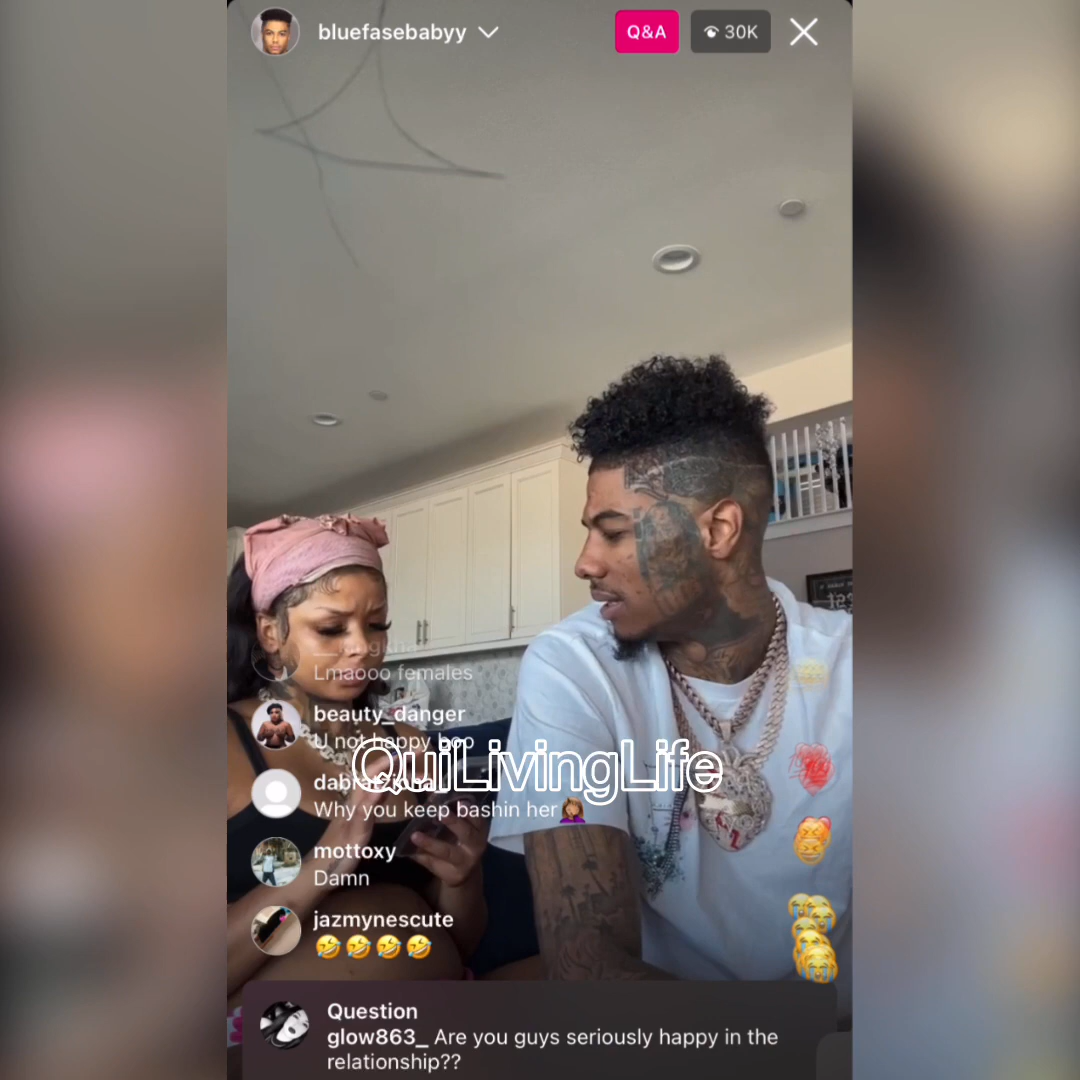 bluefasebabyy
Q&A
30K
Lmaooo females
beauty_danger
U not happy boo
QuiLivingLife
Why you keep bashin her 🤦🏽‍♀️
mottoxy
Damn
jazmynescute
🤣🤣🤣🤣
Question
glow863_ Are you guys seriously happy in the
relationship??